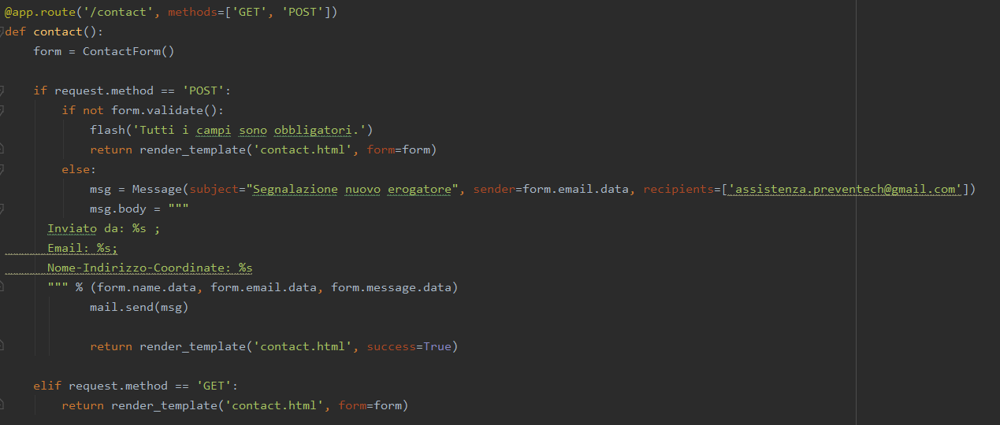 @app.route('/contact', methods=['GET', 'POST'])
def contact():
    form = ContactForm()

    if request.method == 'POST':
        if not form.validate():
            flash('Tutti i campi sono obbligatori.')
            return render_template('contact.html', form=form)
        else:
            msg = Message(subject="Segnalazione nuovo erogatore", sender=form.email.data, recipients=['assistenza.preventech@gmail.com'])
            msg.body = """
      Inviato da: %s ;
      Email: %s;
      Nome-Indirizzo-Coordinate: %s
      """ % (form.name.data, form.email.data, form.message.data)
            mail.send(msg)

            return render_template('contact.html', success=True)

    elif request.method == 'GET':
        return render_template('contact.html', form=form)